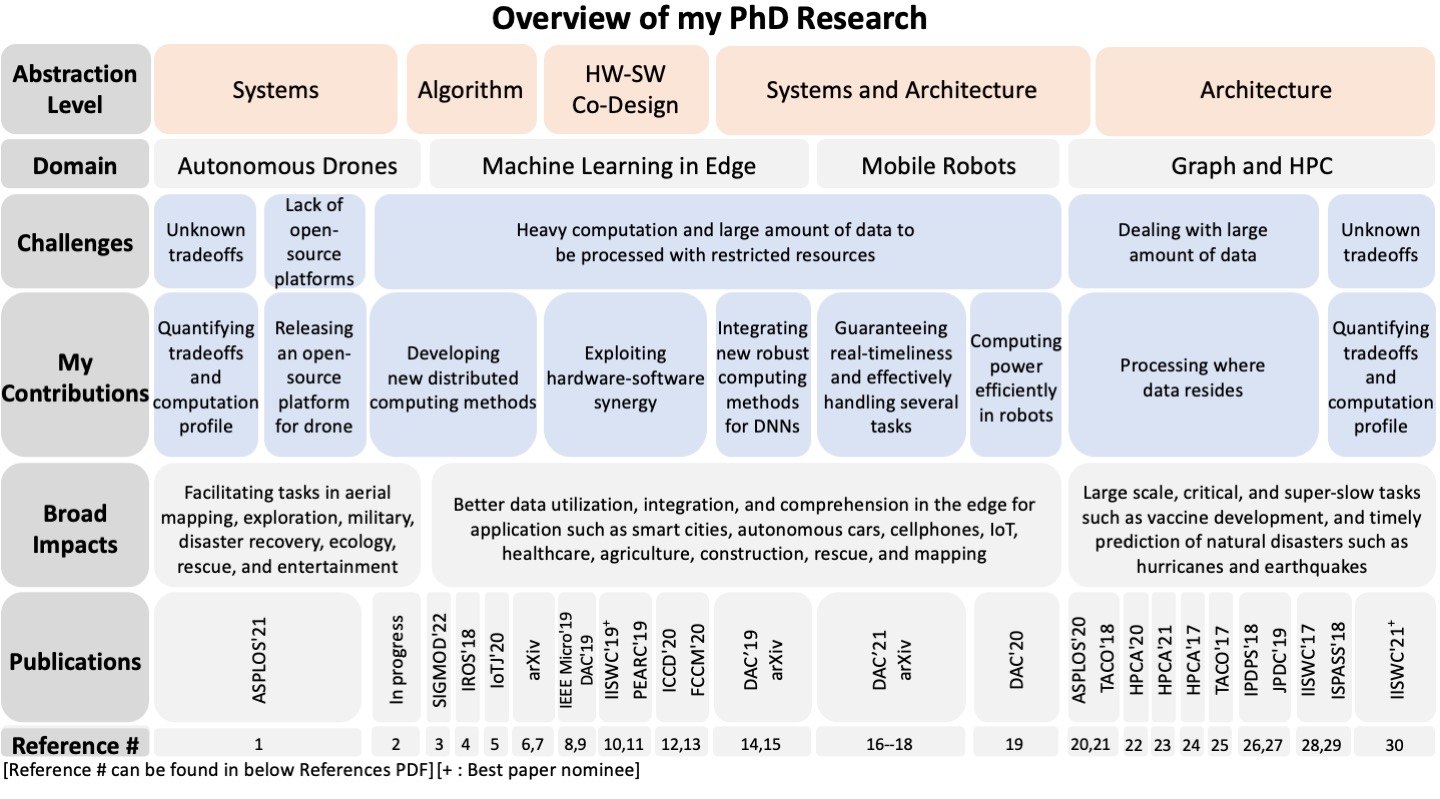 Overview of my PhD Research
Abstraction
Level
Systems
Algorithm
HW-SW
Co-Design
Systems and Architecture
Architecture
Domain
Autonomous Drones
Machine Learning in Edge
Mobile Robots
Graph and HPC
Challenges
Unknown
tradeoffs
Lack of
open-
source
platforms
Heavy computation and large amount of data to
be processed with restricted resources
Dealing with large
amount of data
Unknown
tradeoffs
My
Contributions
Quantifying
tradeoffs
and
computation
profile
Releasing
an open-
source
platform
for drone
Developing
new distributed
computing methods
Exploiting
hardware-software
synergy
Integrating
new robust
computing
methods
for DNNs
Guaranteeing
real-timeliness
and effectively
handling several
tasks
Computing
power
efficiently
in robots
Processing where
data resides
Quantifying
tradeoffs
and
computation
profile
Broad
Impacts
Facilitating tasks in aerial
mapping, exploration, military,
disaster recovery, ecology,
rescue, and entertainment
Better data utilization, integration, and comprehension in the edge for
application such as smart cities, autonomous cars, cellphones, IoT,
healthcare, agriculture, construction, rescue, and mapping
Large scale, critical, and super-slow tasks
such as vaccine development, and timely
prediction of natural disasters such as
hurricanes and earthquakes
Publications
ASPLOS'21
In progress
SIGMOD'22
IROS'18
IoTJ'20
arXiv
IEEE Micro'19
DAC'19
IISWC'19+
PEARC'19
ICCD'20
FCCM'20
DAC'19
arXiv
DAC'21
arXiv
DAC'20
ASPLOS'20
TACO'18
HPCA'20
HPCA'21
HPCA'17
TACO'17
IPDPS'18
JPDC'19
IISWC'17
ISPASS'18
IISWC'21+
Reference #
1
2
3
4
5
6,7
8,9
10,11
12,13
14,15
16--18
19
20,21
22
23
24
25
26,27
28,29
30
[Reference # can be found in below References PDF][+ : Best paper nominee]